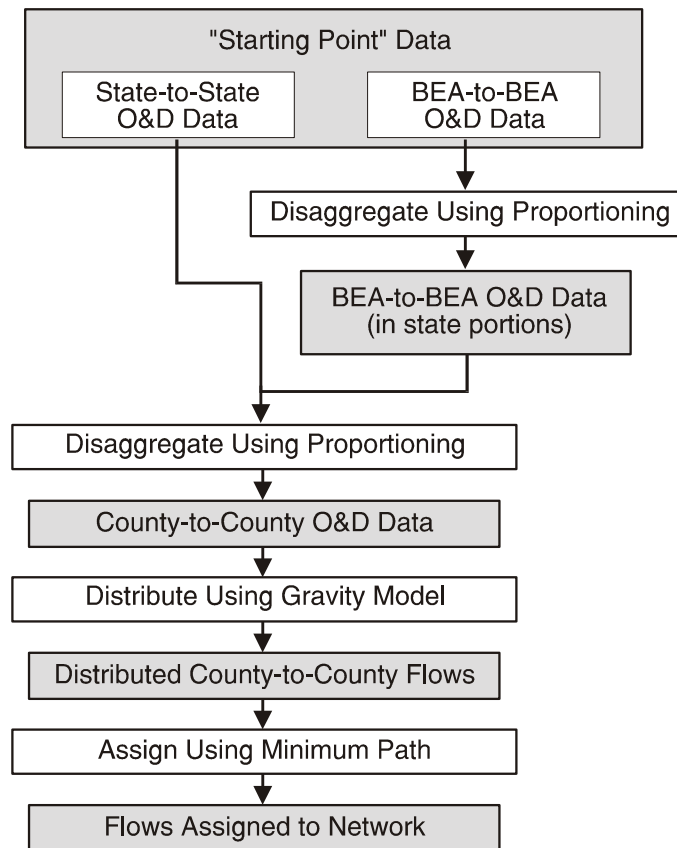 "Starting Point" Data
State-to-State
O&D Data
BEA-to-BEA
O&D Data
Disaggregate Using Proportioning
BEA-to-BEA O&D Data
(in state portions)
Disaggregate Using Proportioning
County-to-County O&D Data
Distribute Using Gravity Model
Distributed County-to-County Flows
Assign Using Minimum Path
Flows Assigned to Network